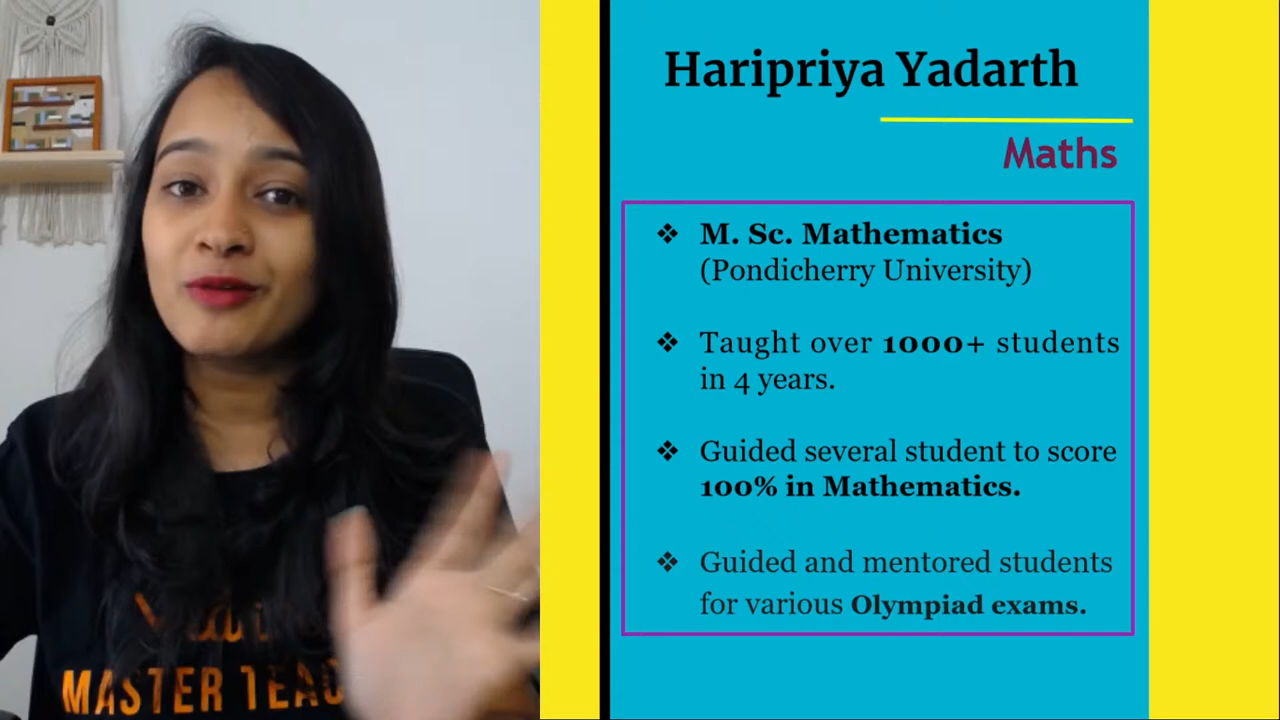 Haripriya Yadarth
Maths
❖ M. Sc. Mathematics
(Pondicherry University)
❖ Taught over 1000+ students
in 4 years.
❖ Guided several student to score
100% in Mathematics.
❖ Guided and mentored students
for various Olympiad exams.
MASTER